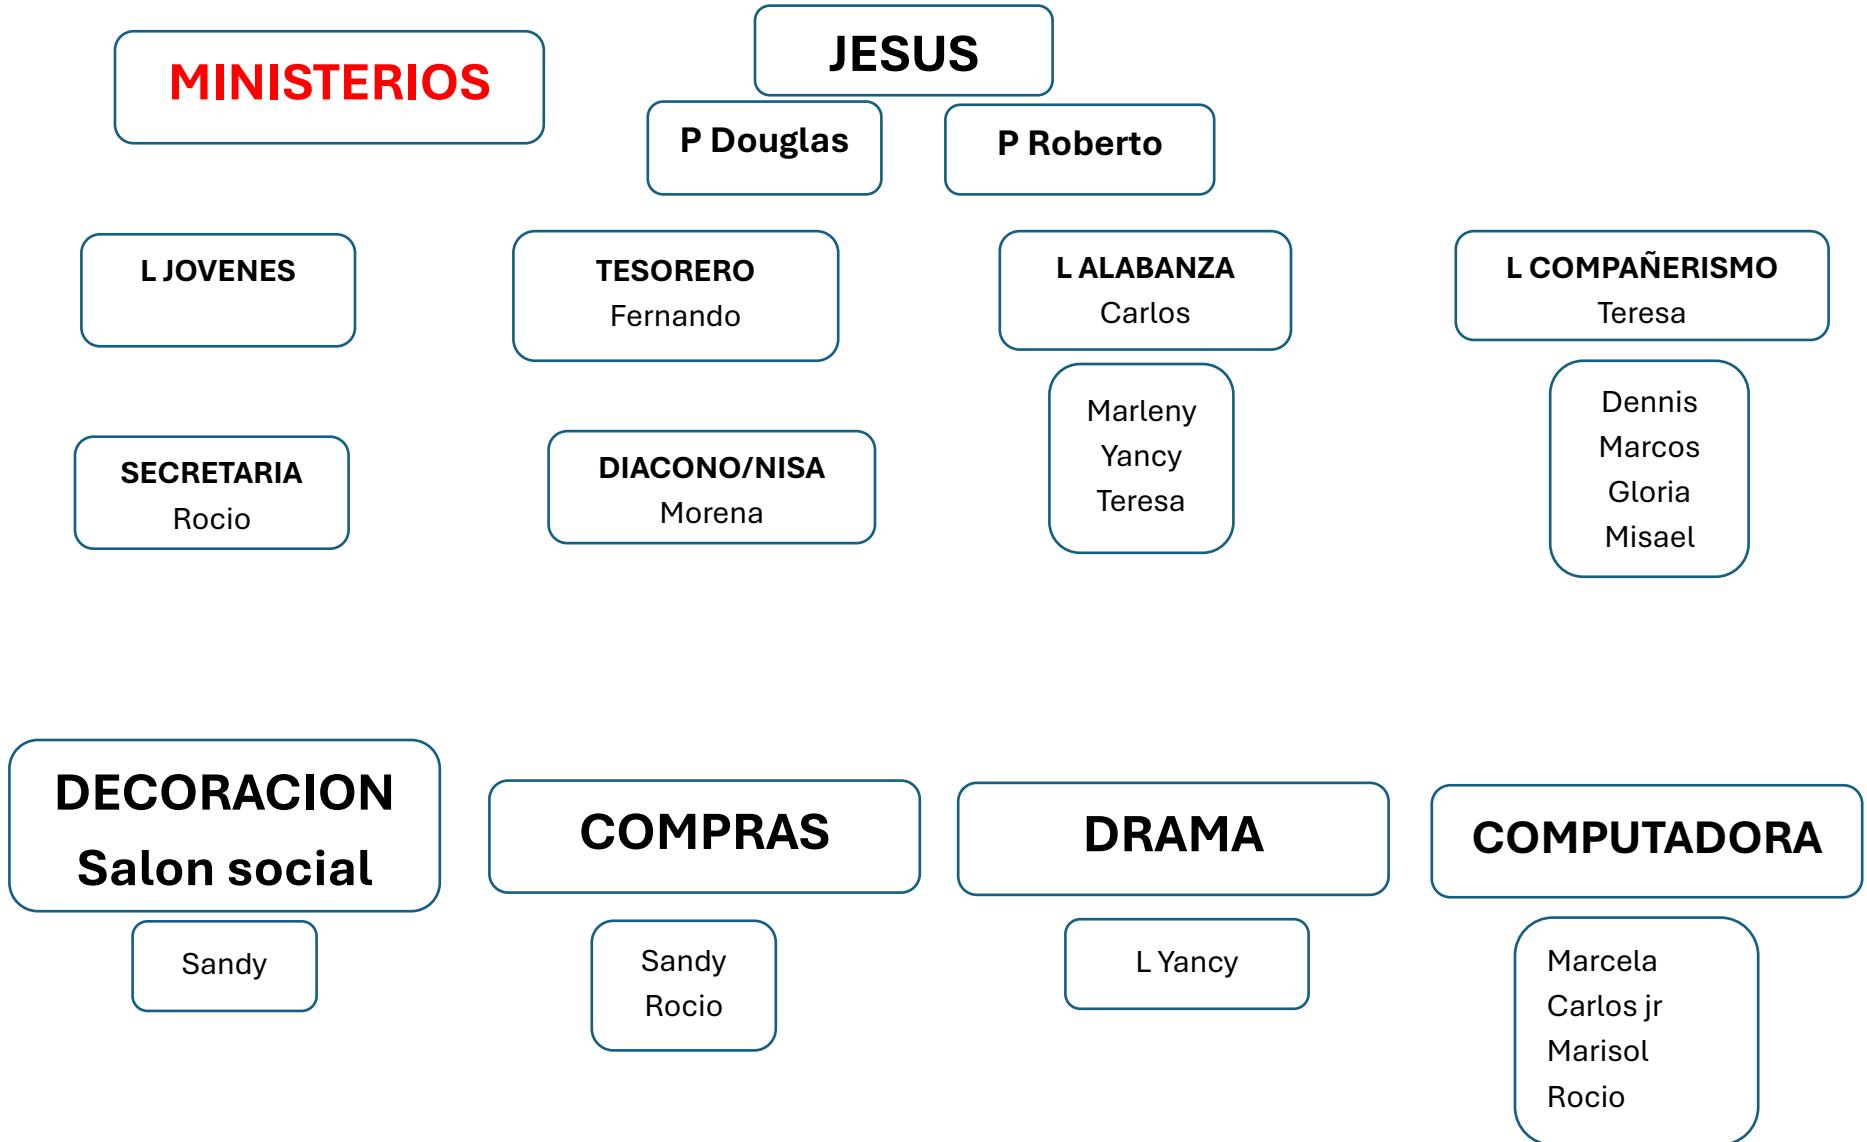 MINISTERIOS
JESUS
P Douglas
P Roberto
L JOVENES
TESORERO
Fernando
L ALABANZA
Carlos
L COMPAÑERISMO
Teresa
Marleny
Yancy
Teresa
Dennis
Marcos
Gloria
Misael
SECRETARIA
Rocio
DIACONO/NISA
Morena
DECORACION
Salon social
COMPRAS
DRAMA
COMPUTADORA
Sandy
Sandy
Rocio
L Yancy
Marcela
Carlos jr
Marisol
Rocio